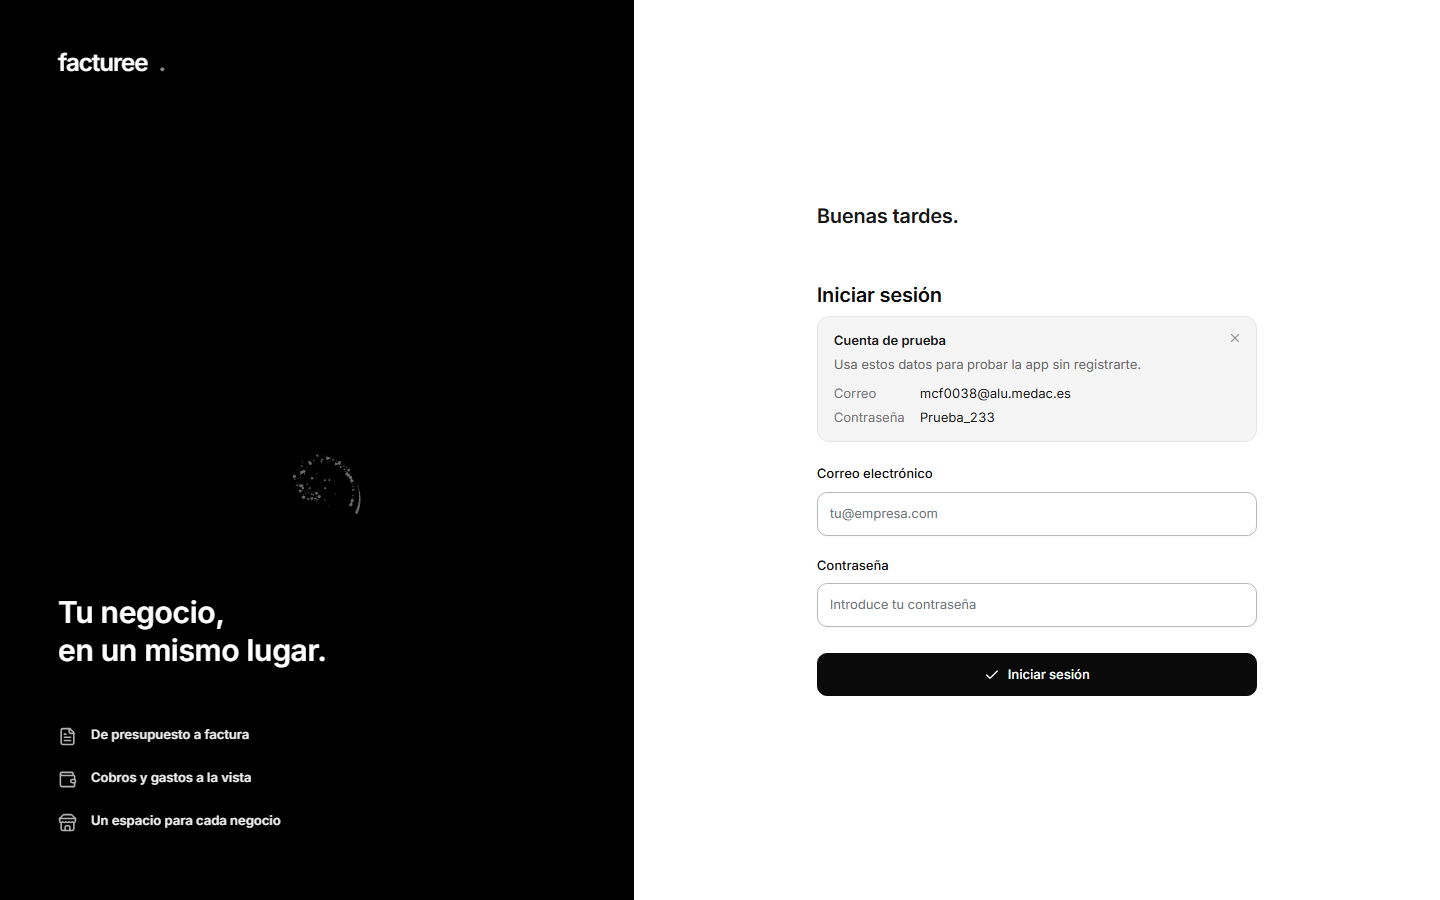 facturee .
Tu negocio,
en un mismo lugar.
De presupuesto a factura
Cobros y gastos a la vista
Un espacio para cada negocio
Buenas tardes.
Iniciar sesión
Cuenta de prueba
Usa estos datos para probar la app sin registrarte.
Correo mcf0038@alu.medac.es
Contraseña Prueba_233
Correo electrónico
tu@empresa.com
Contraseña
Introduce tu contraseña
Iniciar sesión